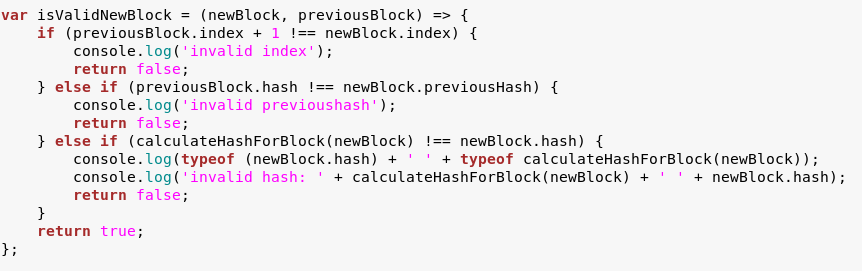 var isValidNewBlock = (newBlock, previousBlock) => {
    if (previousBlock.index + 1 !== newBlock.index) {
        console.log('invalid index');
        return false;
    } else if (previousBlock.hash !== newBlock.previousHash) {
        console.log('invalid previoushash');
        return false;
    } else if (calculateHashForBlock(newBlock) !== newBlock.hash) {
        console.log(typeof (newBlock.hash) + ' ' + typeof calculateHashForBlock(newBlock));
        console.log('invalid hash: ' + calculateHashForBlock(newBlock) + ' ' + newBlock.hash);
        return false;
    }
    return true;
};